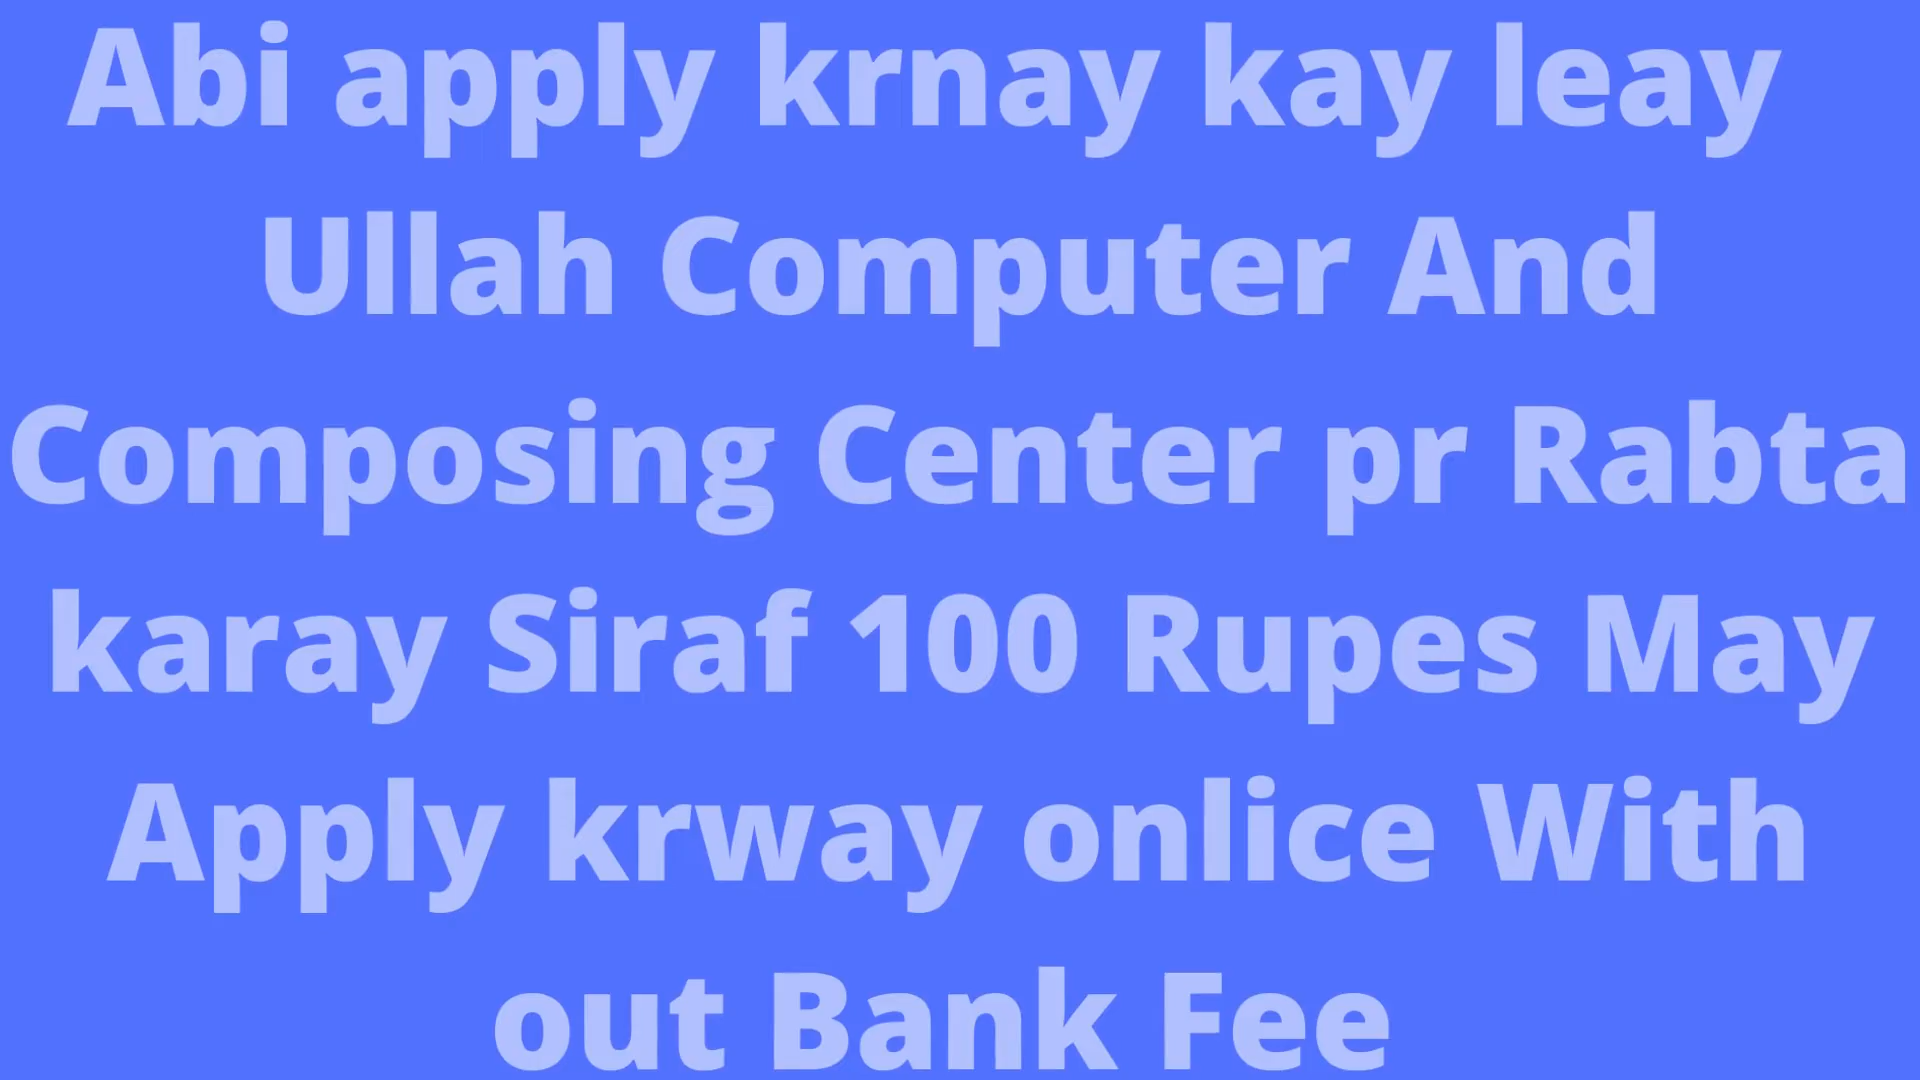 Abi apply krnay kay leay
Ullah Computer And
Composing Center pr Rabta
karay Siraf 100 Rupes May
Apply krway onlice With
out Bank Fee